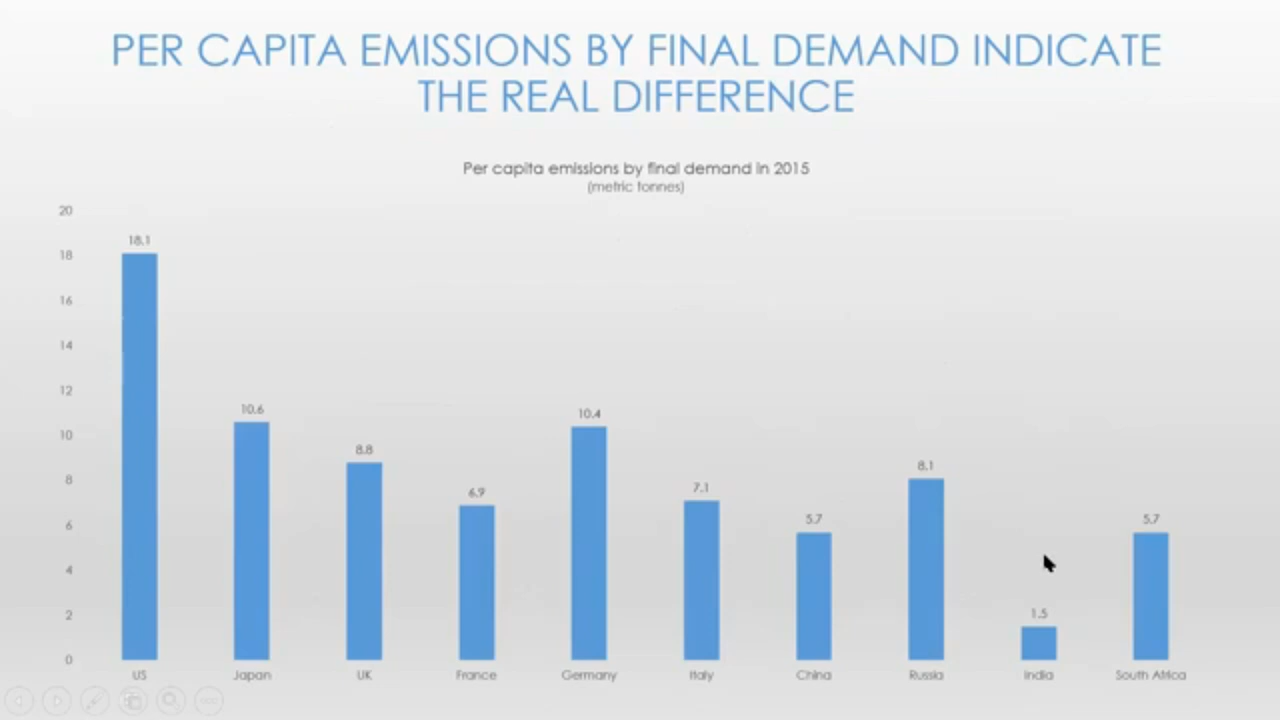 PER CAPITA EMISSIONS BY FINAL DEMAND INDICATE
THE REAL DIFFERENCE
Per capita emissions by final demand in 2015
(metric tonnes)
20
18
16
14
12
10
8
6
4
2
0
18.1
10.6
8.8
6.9
10.4
7.1
5.7
8.1
1.5
5.7
US
Japan
UK
France
Germany
Italy
China
Russia
India
South Africa